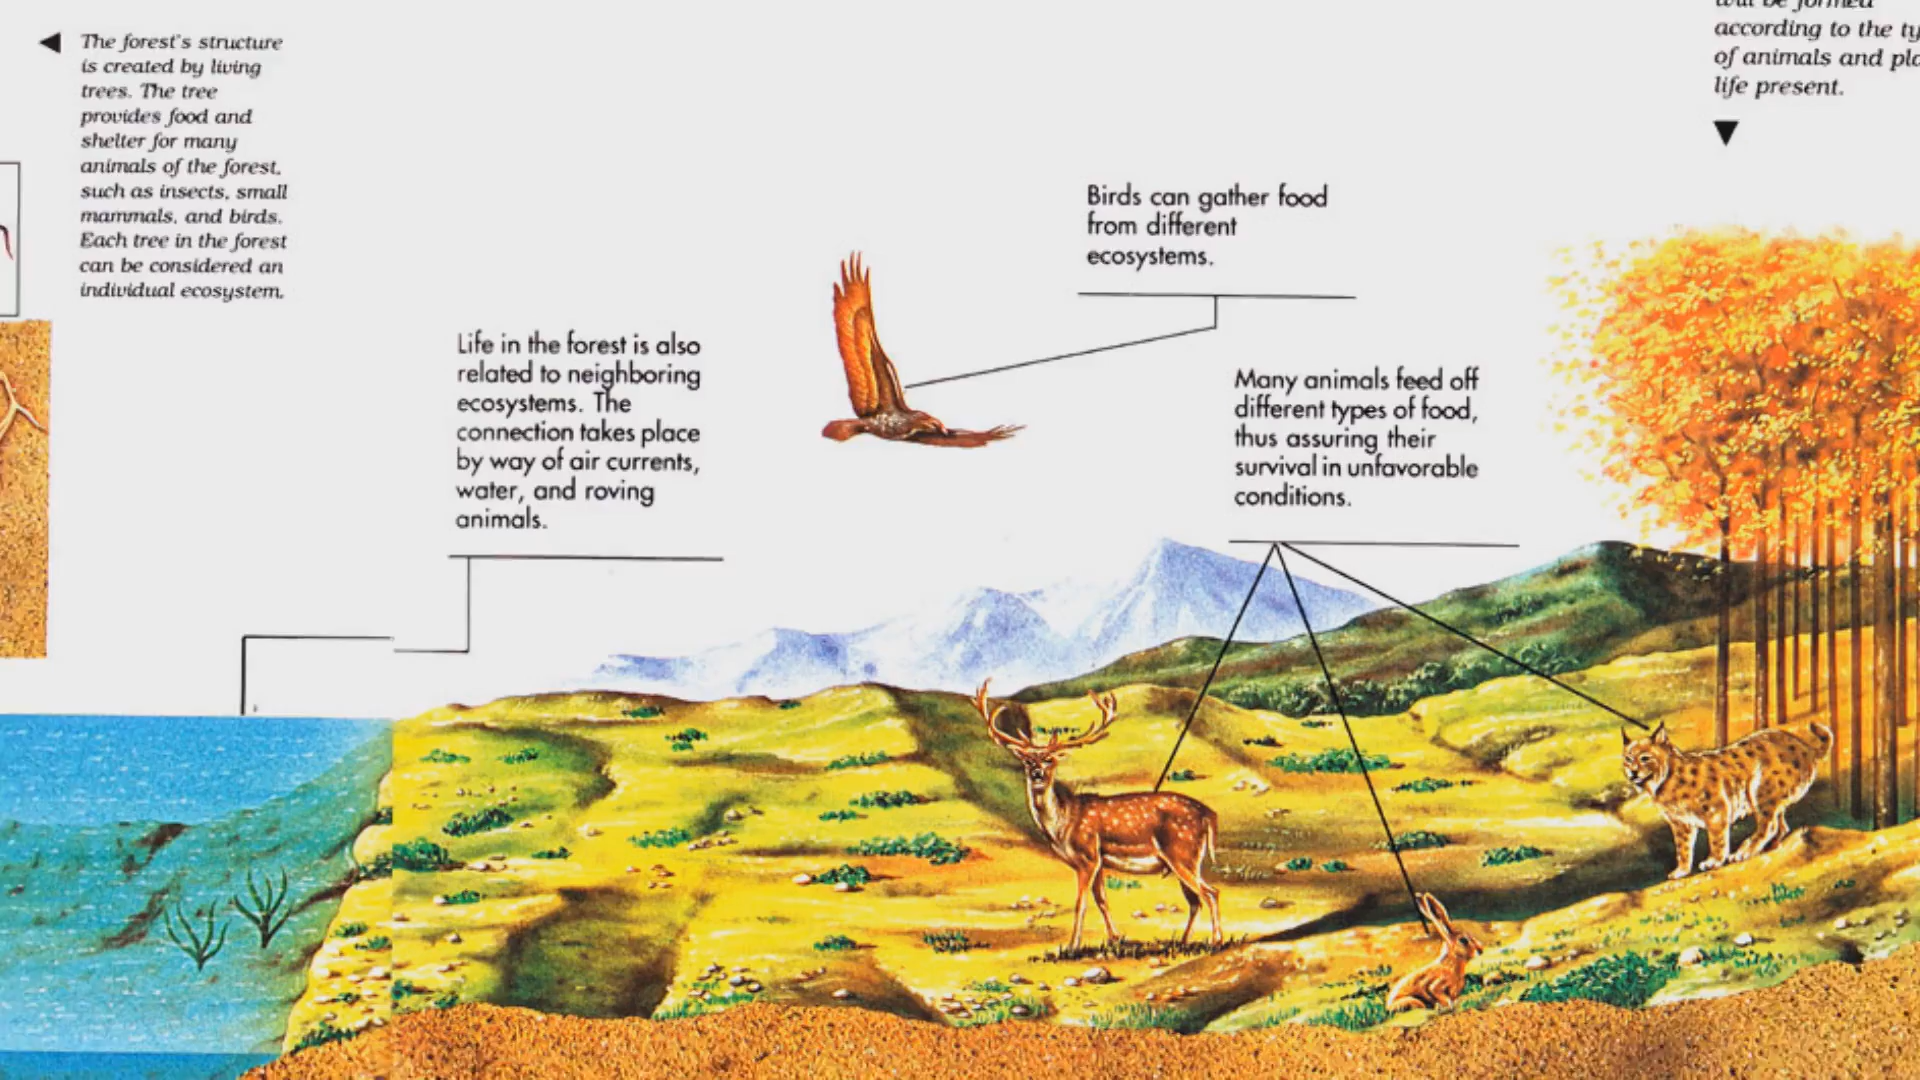 The forest's structure
is created by living
trees. The tree
provides food and
shelter for many
animals of the forest,
such as insects, small
mammals, and birds.
Each tree in the forest
can be considered an
individual ecosystem.
Life in the forest is also
related to neighboring
ecosystems. The
connection takes place
by way of air currents,
water, and roving
animals.
Birds can gather food
from different
ecosystems.
Many animals feed off
different types of food,
thus assuring their
survival in unfavorable
conditions.
will be formed
according to the
of animals and
life present.